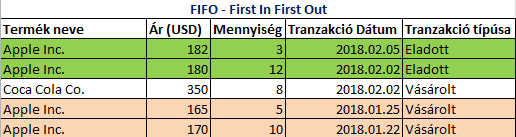 FIFO - First In First Out
Termék neve Ár (USD) Mennyiség Tranzakció Dátum Tranzakció típúsa
Apple Inc. 182 3 2018.02.05 Eladott
Apple Inc. 180 12 2018.02.02 Eladott
Coca Cola Co. 350 8 2018.02.02 Vásárolt
Apple Inc. 165 5 2018.01.25 Vásárolt
Apple Inc. 170 10 2018.01.22 Vásárolt